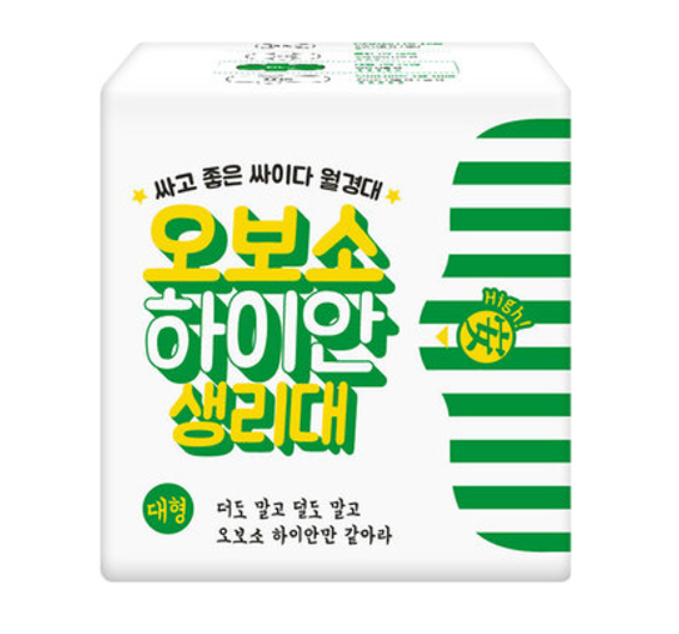 싸고 좋은 싸이다 월경대
오보소
하이안
생리대
High!
安
대형
더도 말고 덜도 말고
오보소 하이안만 같아라